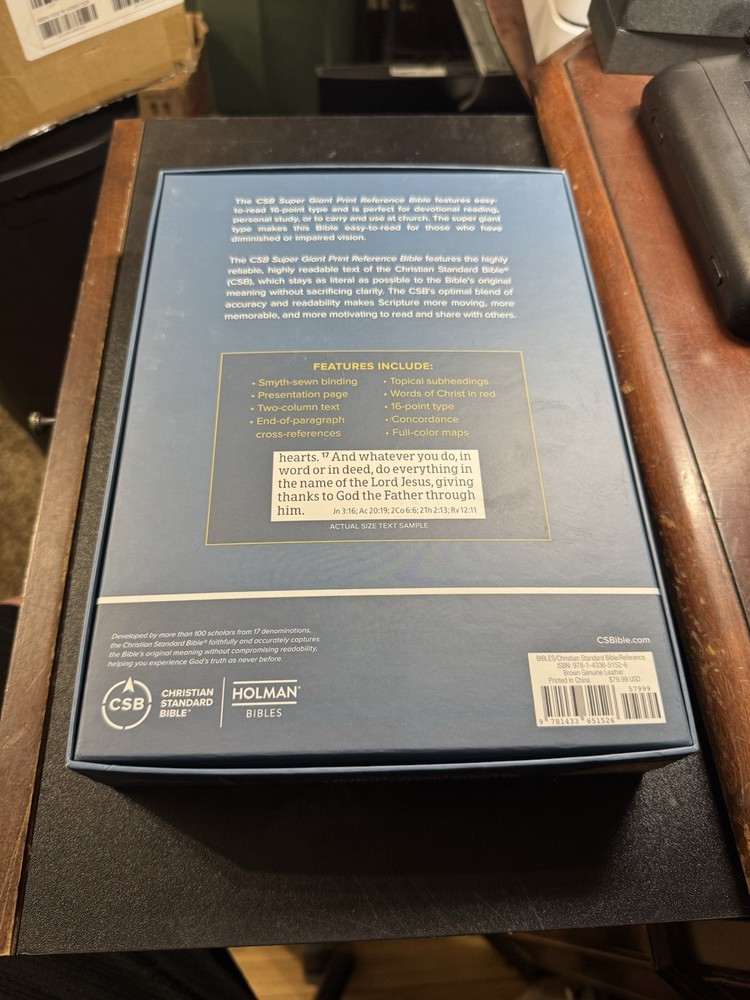 The CSB Super Giant Print Reference Bible features easy-
to-read 16-point type and is perfect for devotional reading,
personal study, or to carry and use at church. The super giant
type makes this Bible easy-to-read for those who have
diminished or impaired vision.
The CSB Super Giant Print Reference Bible features the highly
reliable, highly readable text of the Christian Standard Bible®
(CSB), which stays as literal as possible to the Bible's original
meaning without sacrificing clarity. The CSB's optimal blend of
accuracy and readability makes Scripture more moving, more
memorable, and more motivating to read and share with others.
FEATURES INCLUDE:
• Smyth-sewn binding
• Presentation page
• Two-column text
• End-of-paragraph
cross-references
• Topical subheadings
• Words of Christ in red
• 16-point type
• Concordance
• Full-color maps
hearts. 17 And whatever you do, in
word or in deed, do everything in
the name of the Lord Jesus, giving
thanks to God the Father through
him. Jn 3:16; Ac 20:19; 2Co 6:6; 2Th 2:13; Rv 12:11
ACTUAL SIZE TEXT SAMPLE
Developed by more than 100 scholars from 17 denominations,
the Christian Standard Bible® faithfully and accurately captures
the Bible's original meaning without compromising readability,
helping you experience God's truth as never before.
CSB
CHRISTIAN
STANDARD
BIBLE®
HOLMAN®
BIBLES
CSBible.com
BIBLES/Christian Standard Bible/Reference
ISBN: 978-1-4336-5152-6
Brown Genuine Leather
Printed in China $79.99 USD
57999
9 781433 651526